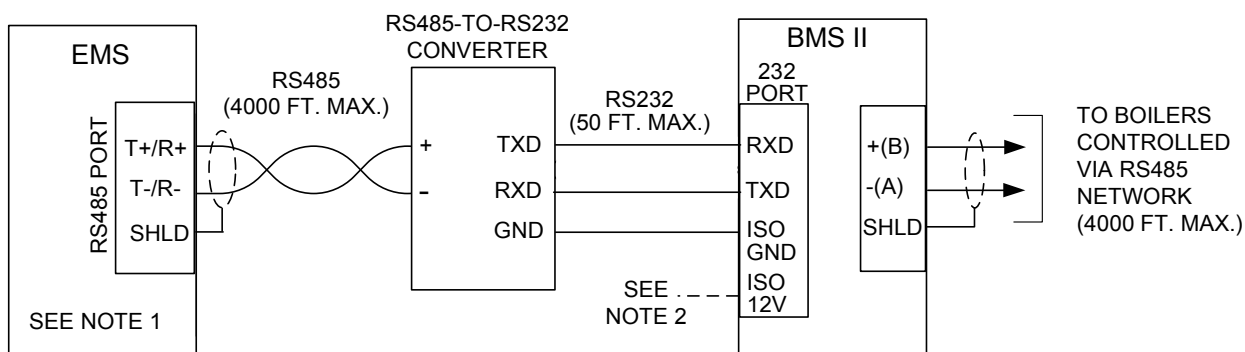 EMS
RS485 PORT
T+/R+
T-/R-
SHLD
SEE NOTE 1
RS485
(4000 FT. MAX.)
RS485-TO-RS232
CONVERTER
+
-
TXD
RXD
GND
RS232
(50 FT. MAX.)
SEE
NOTE 2
BMS II
232
PORT
RXD
TXD
ISO
GND
ISO
12V
+(B)
-(A)
SHLD
TO BOILERS
CONTROLLED
VIA RS485
NETWORK
(4000 FT. MAX.)